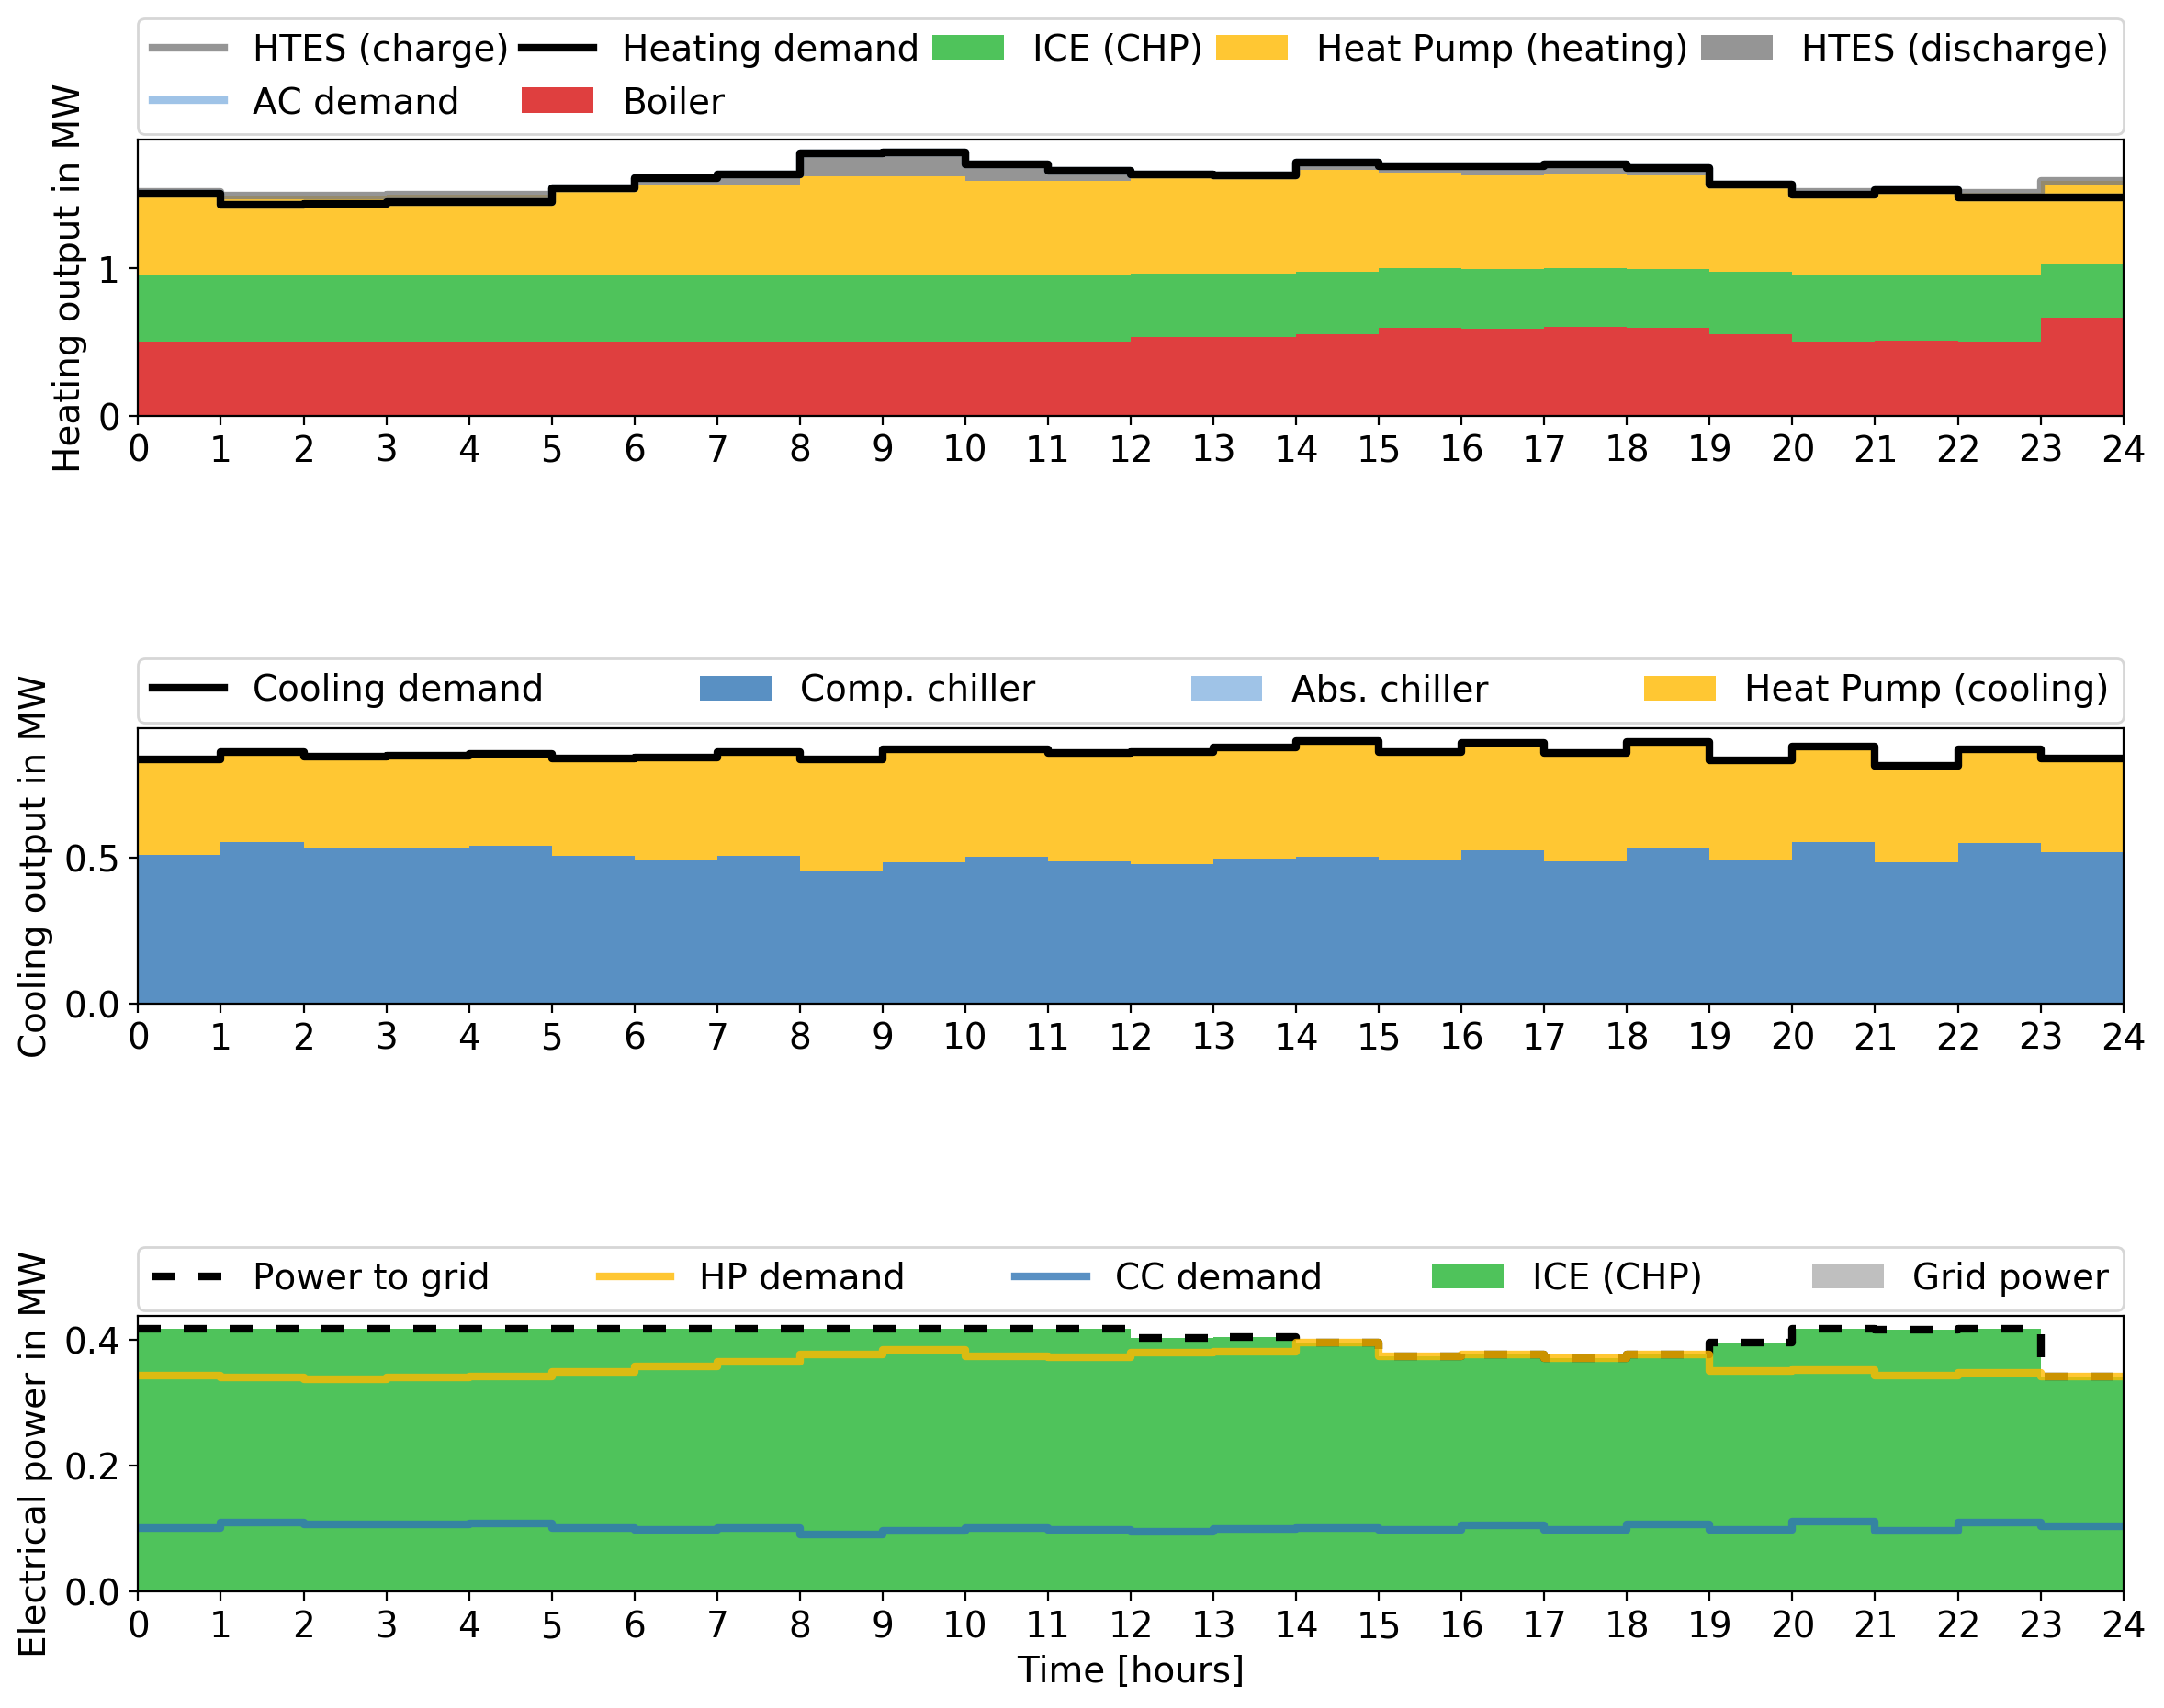 HTES (charge) Heating demand ICE (CHP) Heat Pump (heating) HTES (discharge)
AC demand Boiler
Heating output in MW
1
0
0 1 2 3 4 5 6 7 8 9 10 11 12 13 14 15 16 17 18 19 20 21 22 23 24
Cooling demand Comp. chiller Abs. chiller Heat Pump (cooling)
Cooling output in MW
0.5
0.0
0 1 2 3 4 5 6 7 8 9 10 11 12 13 14 15 16 17 18 19 20 21 22 23 24
Power to grid HP demand CC demand ICE (CHP) Grid power
Electrical power in MW
0.4
0.2
0.0
0 1 2 3 4 5 6 7 8 9 10 11 12 13 14 15 16 17 18 19 20 21 22 23 24
Time [hours]